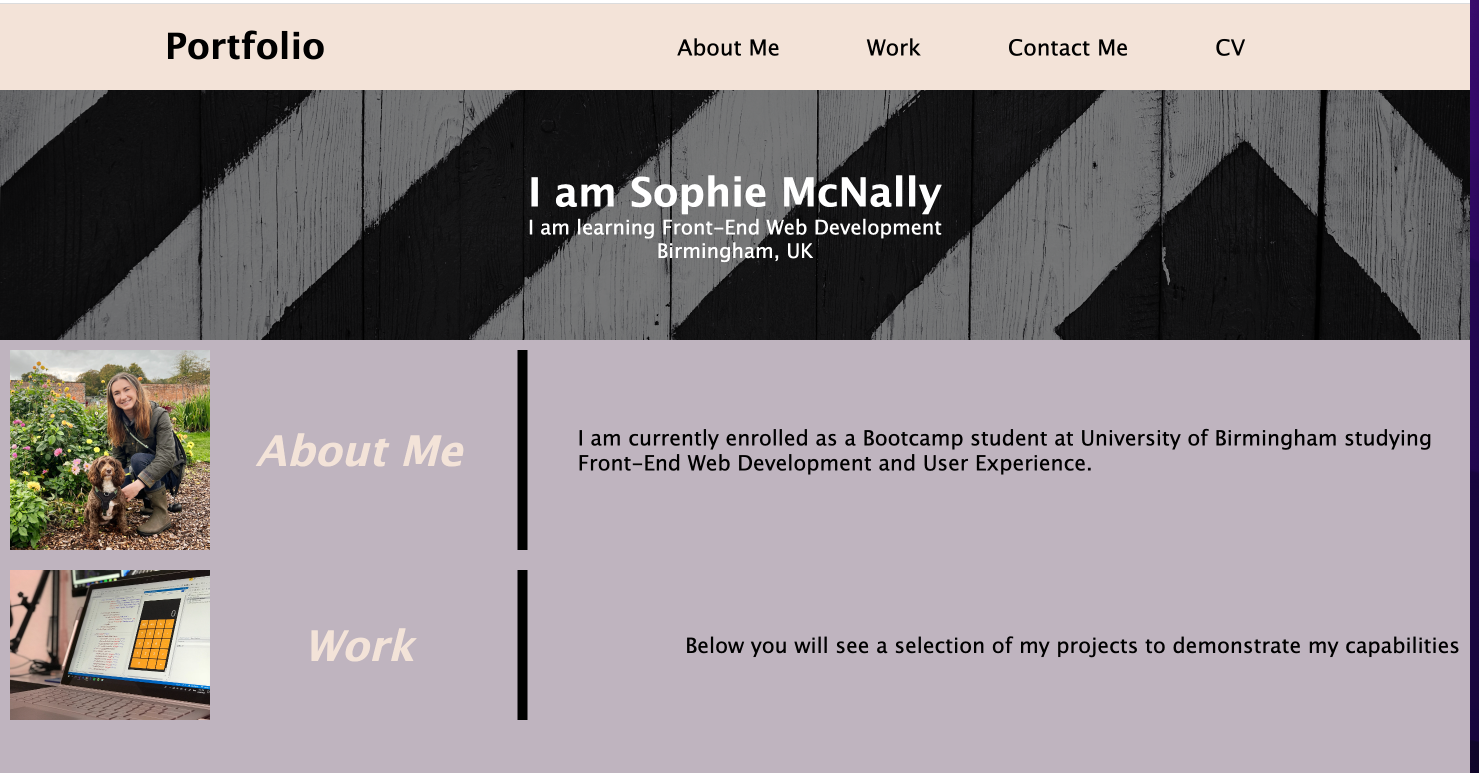 Portfolio
About Me
Work
Contact Me
CV
I am Sophie McNally
I am learning Front-End Web Development
Birmingham, UK
About Me
I am currently enrolled as a Bootcamp student at University of Birmingham studying
Front-End Web Development and User Experience.
Work
Below you will see a selection of my projects to demonstrate my capabilities